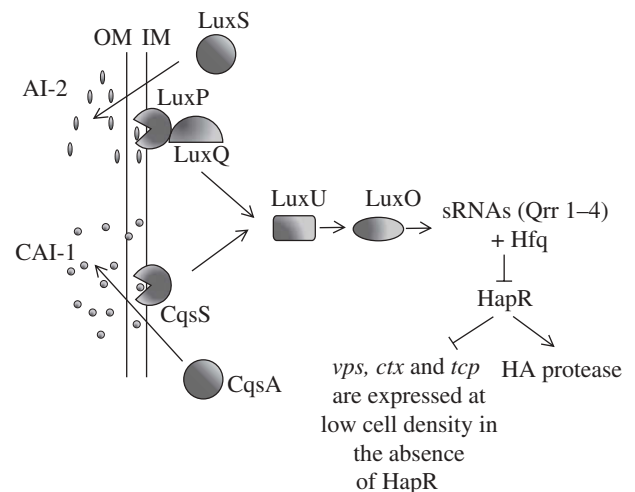 LuxS
OM IM
AI-2
LuxP
LuxQ
LuxU
LuxO
sRNAs (Qrr 1–4)
+ Hfq
CAI-1
HapR
CqsS
CqsA
vps, ctx and tcp
are expressed at
low cell density in
the absence
of HapR
HA protease